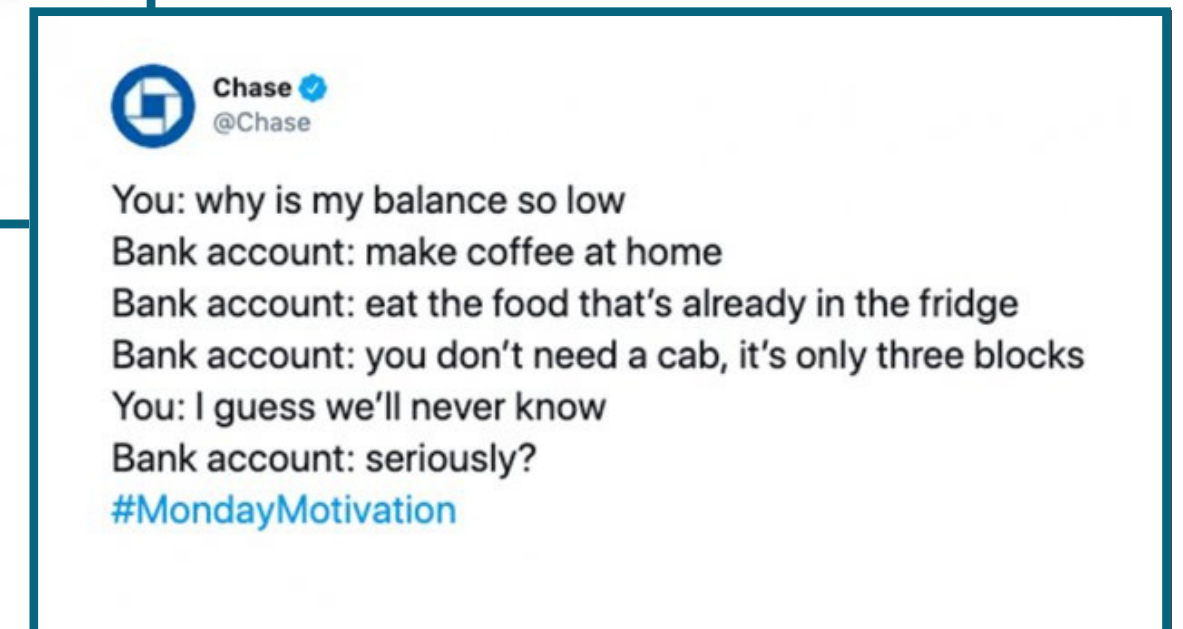 Chase
@Chase
You: why is my balance so low
Bank account: make coffee at home
Bank account: eat the food that’s already in the fridge
Bank account: you don’t need a cab, it’s only three blocks
You: I guess we’ll never know
Bank account: seriously?
#MondayMotivation